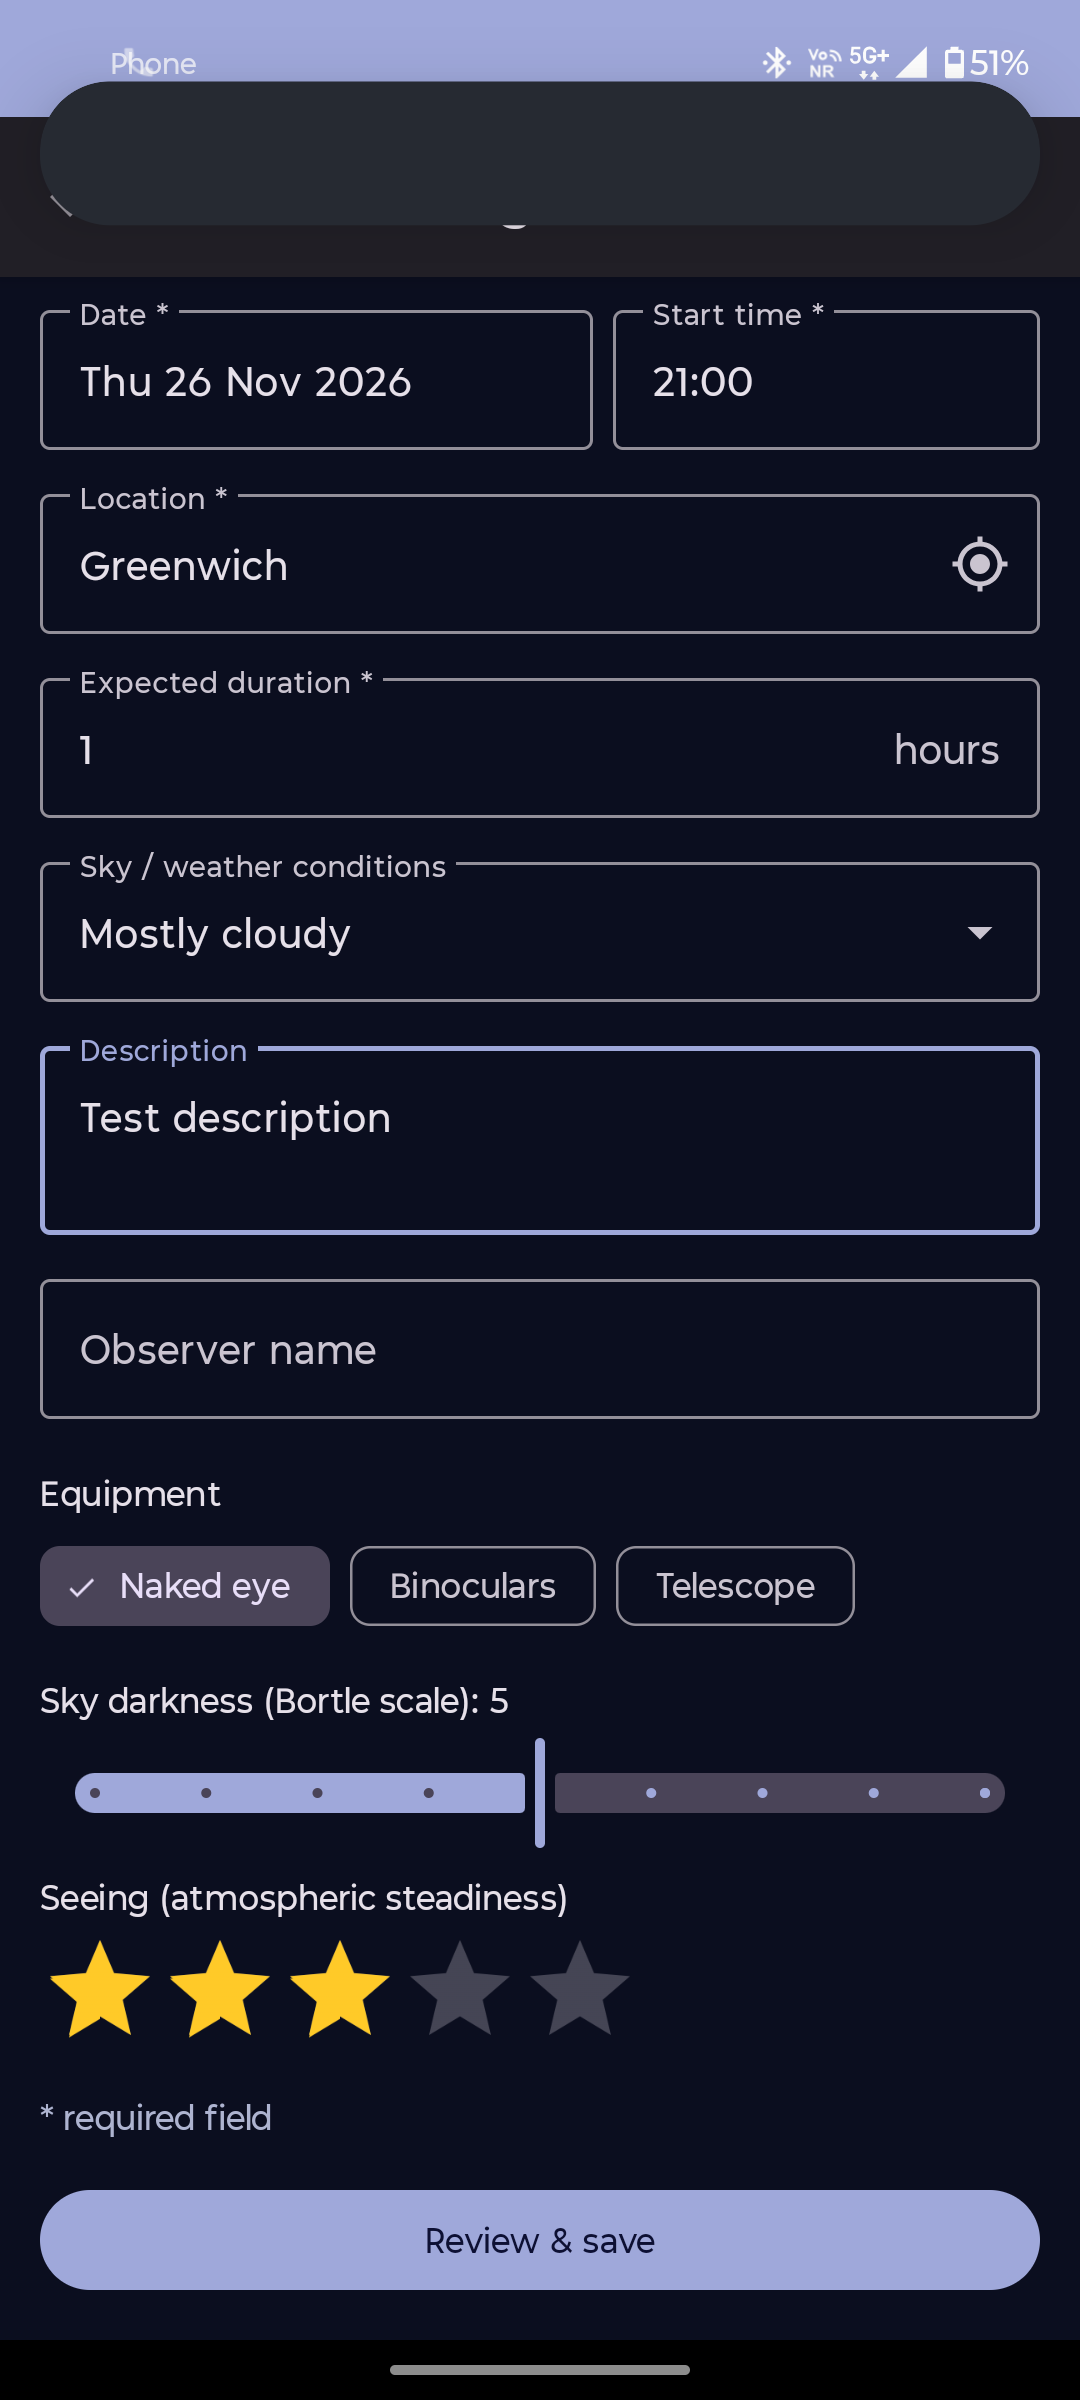 Phone
VoNR 5G+ 51%
Date *
Start time *
Thu 26 Nov 2026
21:00
Location *
Greenwich
Expected duration *
1
hours
Sky / weather conditions
Mostly cloudy
Description
Test description
Observer name
Equipment
Naked eye
Binoculars
Telescope
Sky darkness (Bortle scale): 5
Seeing (atmospheric steadiness)
* required field
Review & save